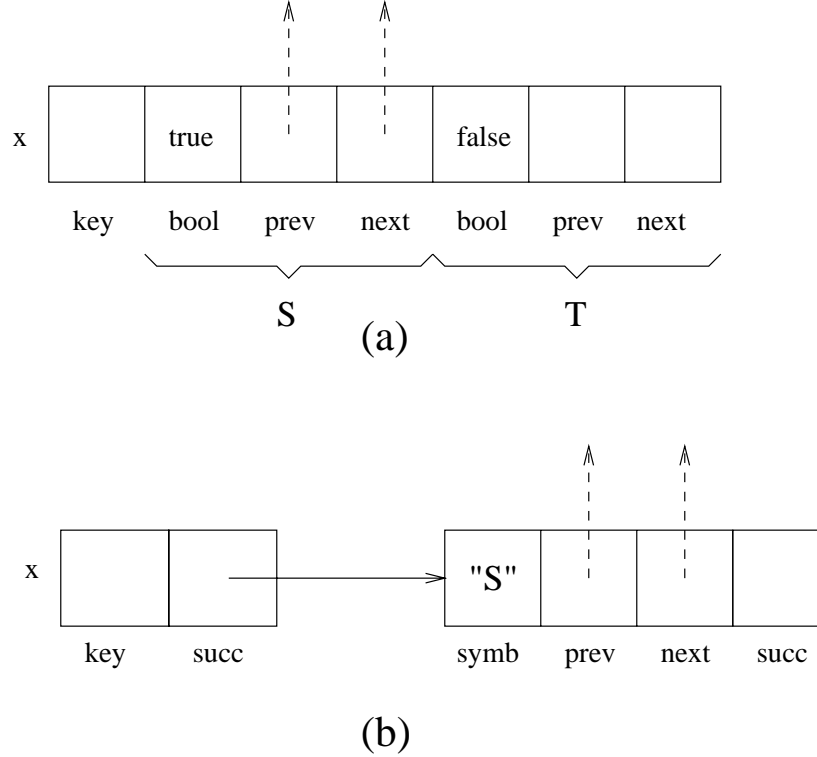 x true false
key bool prev next bool prev next
S T
(a)
x "S"
key succ symb prev next succ
(b)